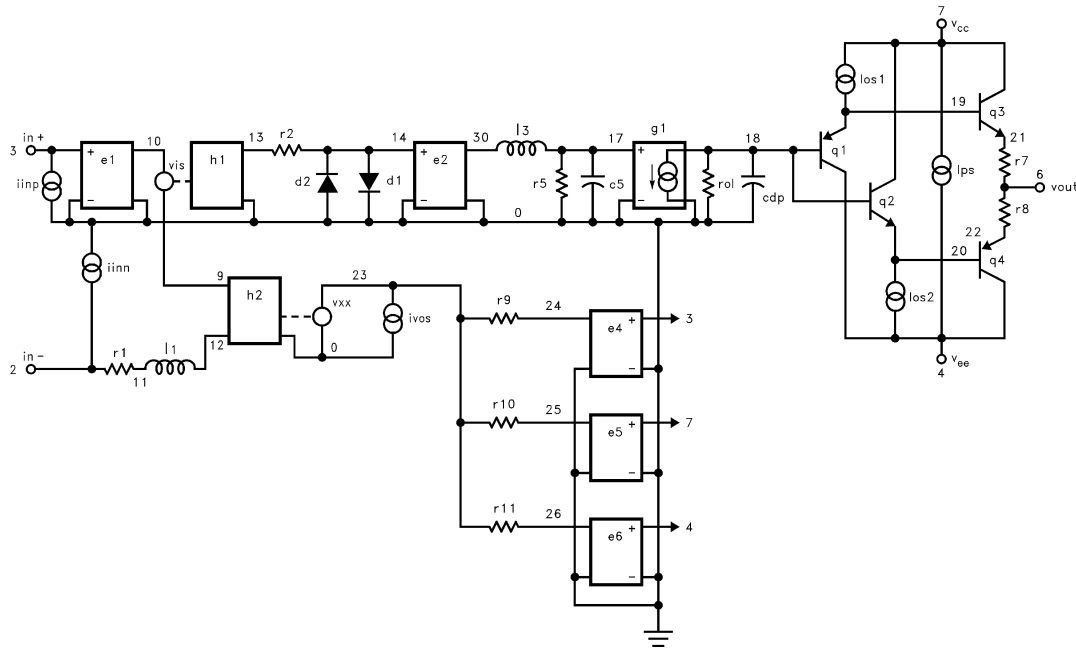 7
vcc
Ios1
19
q3
21
r7
6
vout
r8
22
q4
20
q1
q2
Ips
Ios2
vee
4
in+
3
iinp
+
e1
−
10
vis
h1
13
r2
d2
d1
14
+
e2
−
30
l3
r5
c5
17
g1
+
−
18
rol
cdp
0
iinn
9
h2
12
in−
2
r1
11
l1
23
vxx
0
ivos
r9
24
e4
+
−
3
r10
25
e5
+
−
7
r11
26
e6
+
−
4